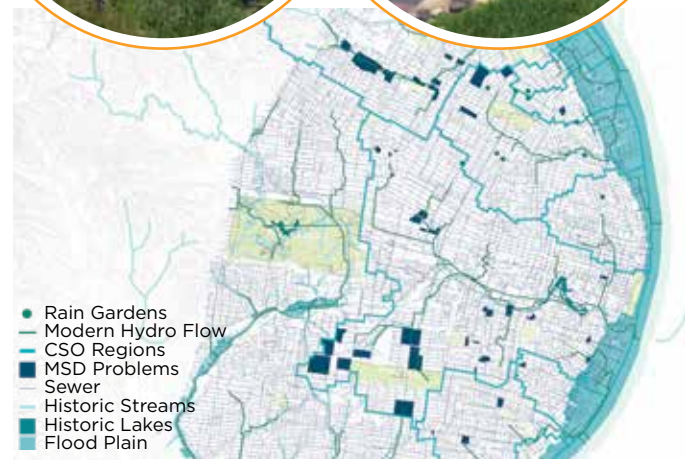 Rain Gardens
Modern Hydro Flow
CSO Regions
MSD Problems
Sewer
Historic Streams
Historic Lakes
Flood Plain